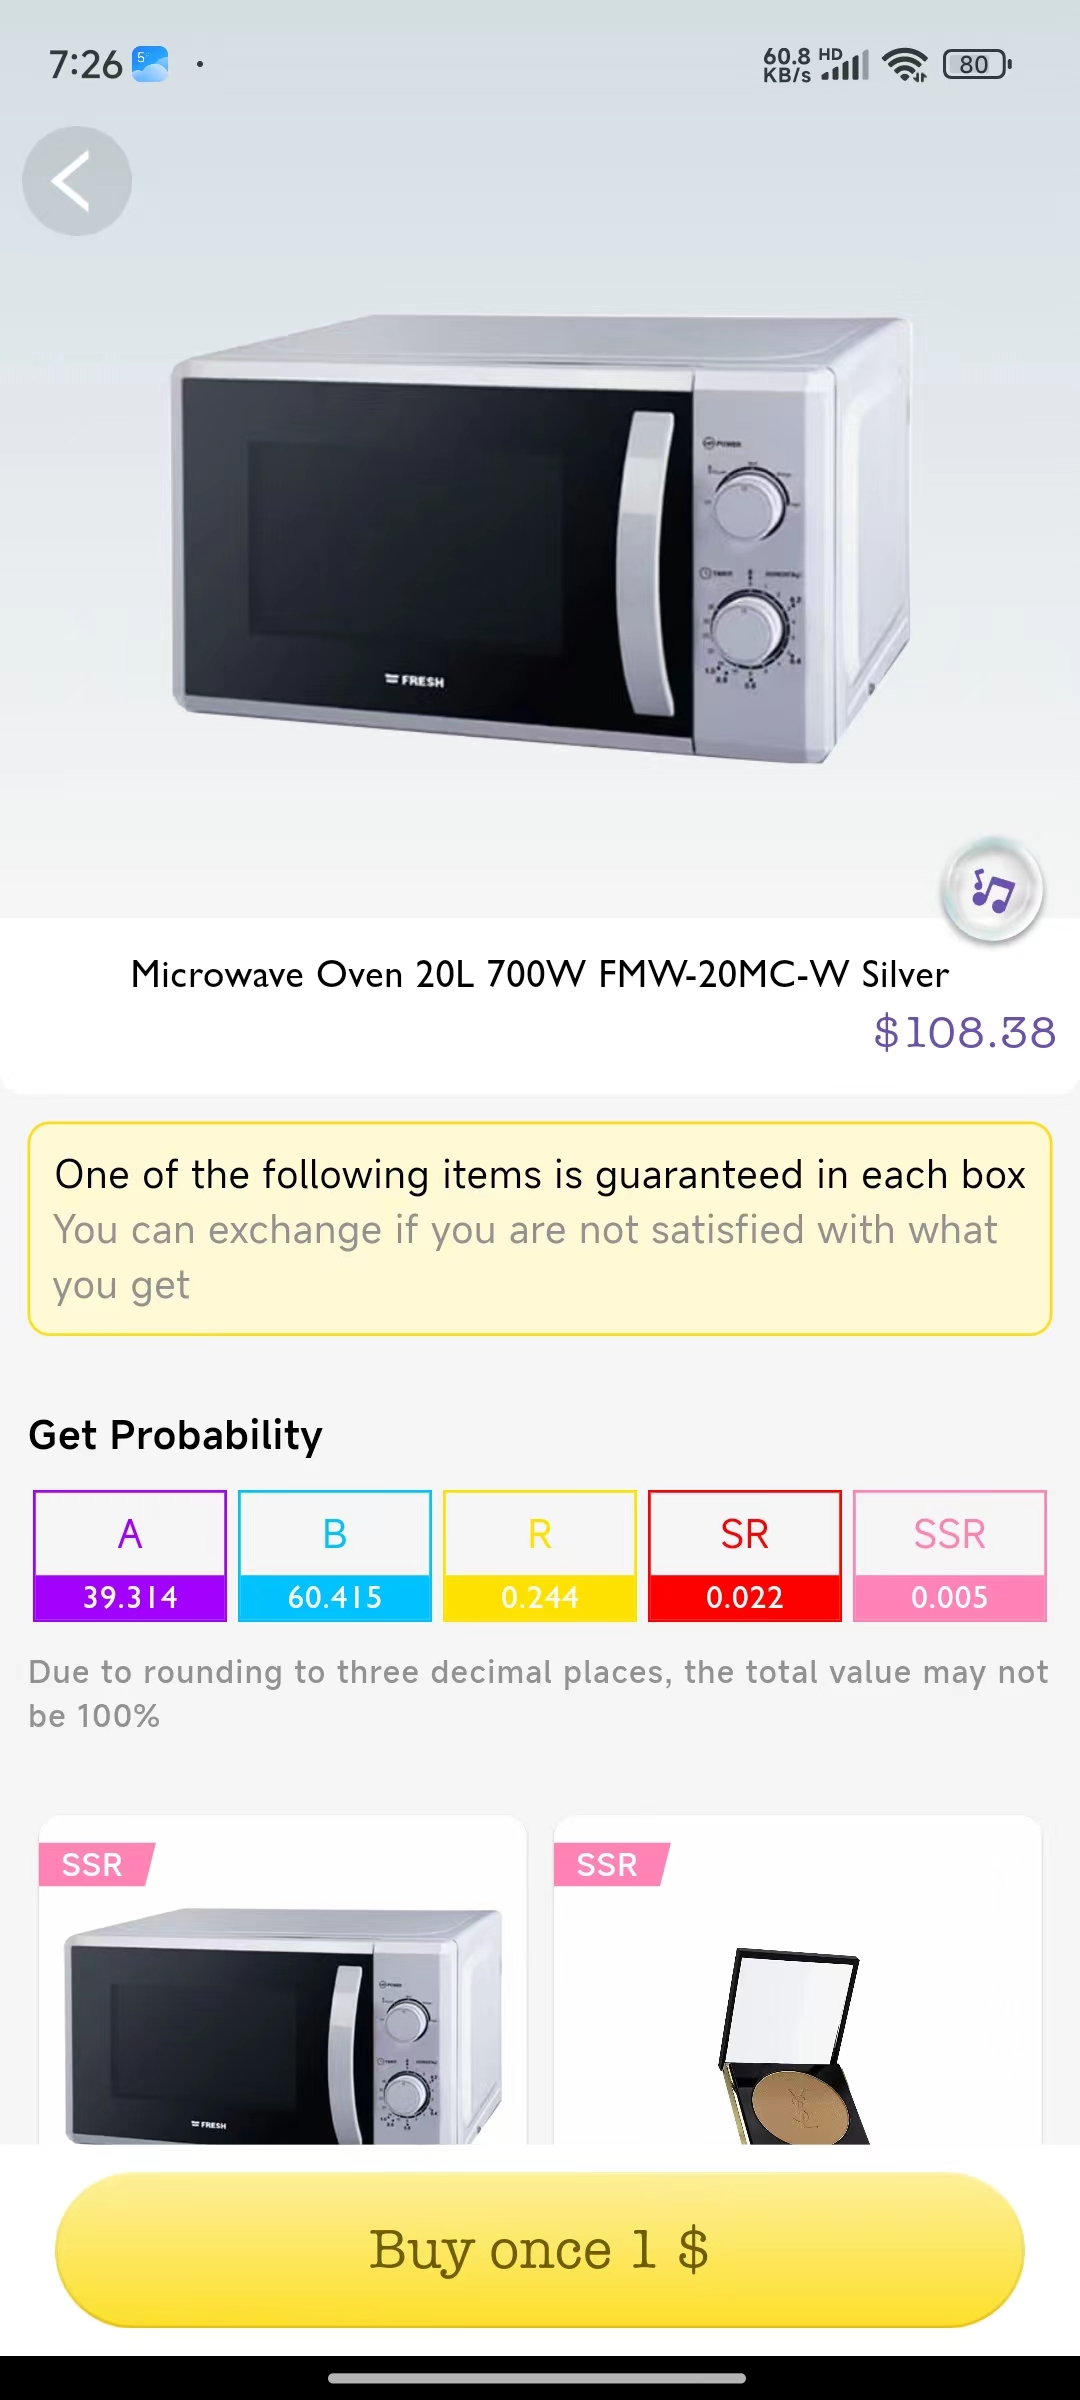 7:26
5°
60.8
KB/s
HD
80
POWER
TIMER
FRESH
Microwave Oven 20L 700W FMW-20MC-W Silver
$108.38
One of the following items is guaranteed in each box
You can exchange if you are not satisfied with what
you get
Get Probability
A B R SR SSR
39.314 60.415 0.244 0.022 0.005
Due to rounding to three decimal places, the total value may not
be 100%
SSR SSR
FRESH
Buy once 1 $